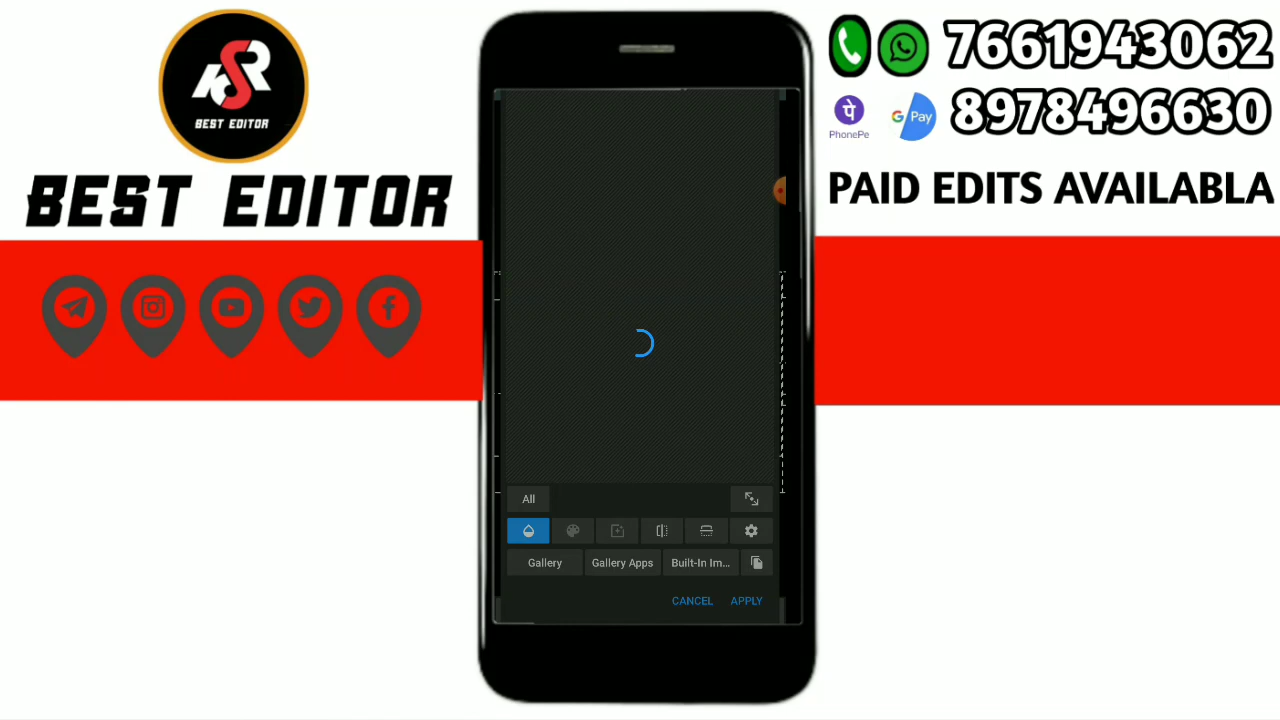 KSR
BEST EDITOR
BEST EDITOR
7661943062
पे
PhonePe
G Pay
8978496630
PAID EDITS AVAILABLA
All
Gallery
Gallery Apps
Built-In Im...
CANCEL
APPLY